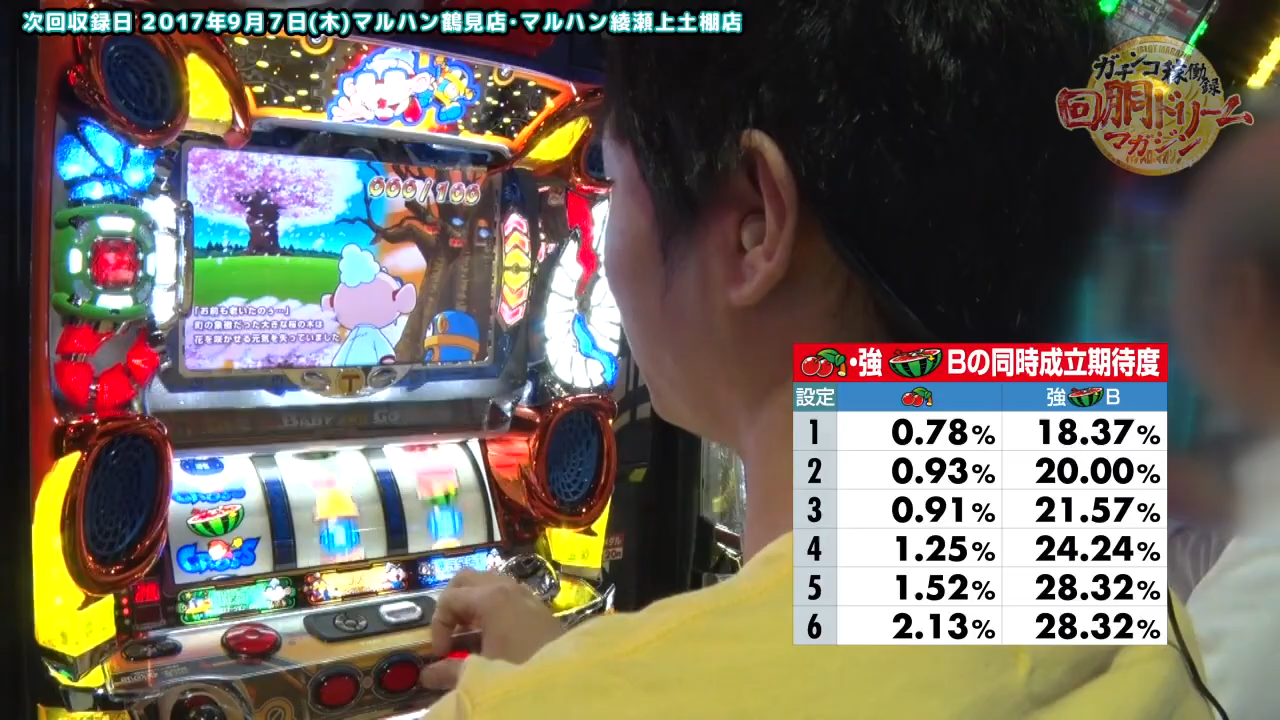 次回収録日 2017年9月7日(木)マルハン鶴見店・マルハン綾瀬上土棚店
ガチンコ稼働録
回胴ドリーム
マガジン
000/100
「お前も老いたのぅ…」
町の象徴だった大きな桜の木は
花を咲かせる元気を失っていました
T
・強 Bの同時成立期待度
設定 強 B
1 0.78% 18.37%
2 0.93% 20.00%
3 0.91% 21.57%
4 1.25% 24.24%
5 1.52% 28.32%
6 2.13% 28.32%